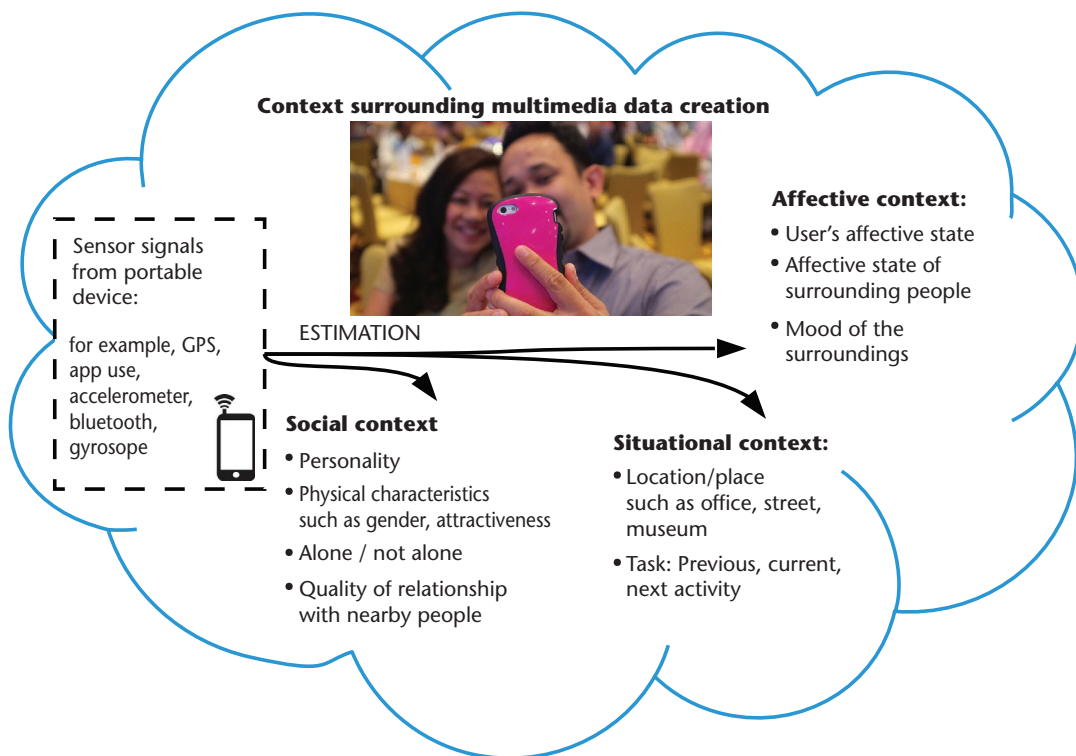 Context surrounding multimedia data creation
Sensor signals
from portable
device:
for example, GPS,
app use,
accelerometer,
bluetooth,
gyrosope
ESTIMATION
Affective context:
• User's affective state
• Affective state of
surrounding people
• Mood of the
surroundings
Social context
• Personality
• Physical characteristics
such as gender, attractiveness
• Alone / not alone
• Quality of relationship
with nearby people
Situational context:
• Location/place
such as office, street,
museum
• Task: Previous, current,
next activity